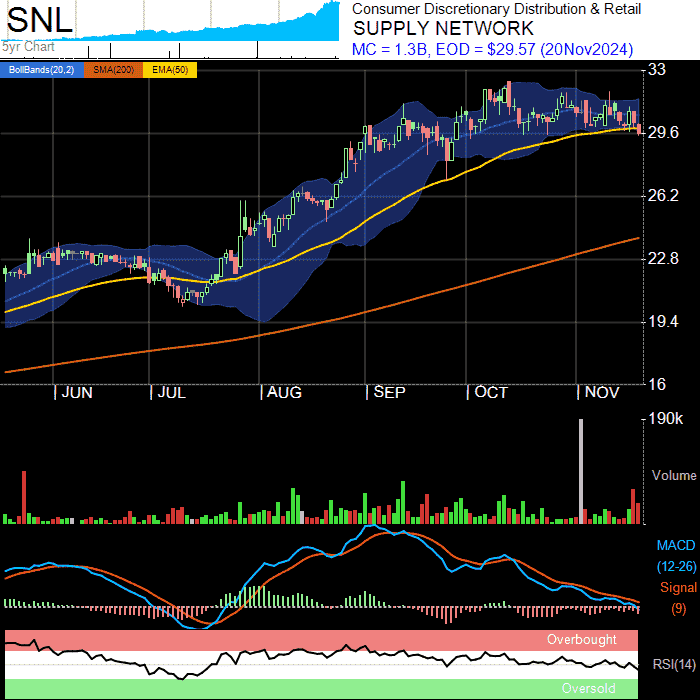 SNL
5yr Chart
Consumer Discretionary Distribution & Retail
SUPPLY NETWORK
MC = 1.3B, EOD = $29.57 (20Nov2024)
BollBands(20,2) SMA(200) EMA(50)
33
29.6
26.2
22.8
19.4
16
JUN JUL AUG SEP OCT NOV
190k
Volume
MACD
(12-26)
Signal
(9)
Overbought
RSI(14)
Oversold